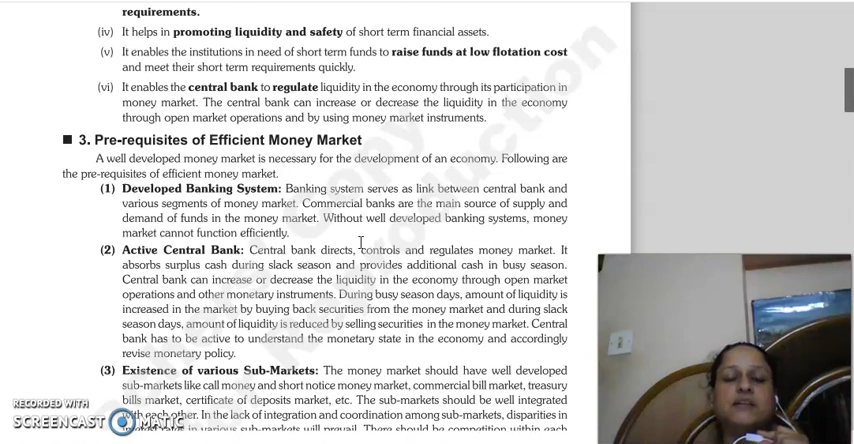 requirements.
(iv) It helps in promoting liquidity and safety of short term financial assets.
(v) It enables the institutions in need of short term funds to raise funds at low flotation cost
and meet their short term requirements quickly.
(vi) It enables the central bank to regulate liquidity in the economy through its participation in
money market. The central bank can increase or decrease the liquidity in the economy
through open market operations and by using money market instruments.
■ 3. Pre-requisites of Efficient Money Market
A well developed money market is necessary for the development of an economy. Following are
the pre-requisites of efficient money market.
(1) Developed Banking System: Banking system serves as link between central bank and
various segments of money market. Commercial banks are the main source of supply and
demand of funds in the money market. Without well developed banking systems, money
market cannot function efficiently.
(2) Active Central Bank: Central bank directs, controls and regulates money market. It
absorbs surplus cash during slack season and provides additional cash in busy season.
Central bank can increase or decrease the liquidity in the economy through open market
operations and other monetary instruments. During busy season days, amount of liquidity is
increased in the market by buying back securities from the money market and during slack
season days, amount of liquidity is reduced by selling securities in the money market. Central
bank has to be active to understand the monetary state in the economy and accordingly
revise monetary policy.
(3) Existence of various Sub-Markets: The money market should have well developed
sub-markets like call money and short notice money market, commercial bill market, treasury
bills market, certificate of deposits market, etc. The sub-markets should be well integrated
with each other. In the lack of integration and coordination among sub-markets, disparities in
interest rates in various sub-markets will prevail. There should be competition within each
RECORDED WITH
SCREENCAST MATIC